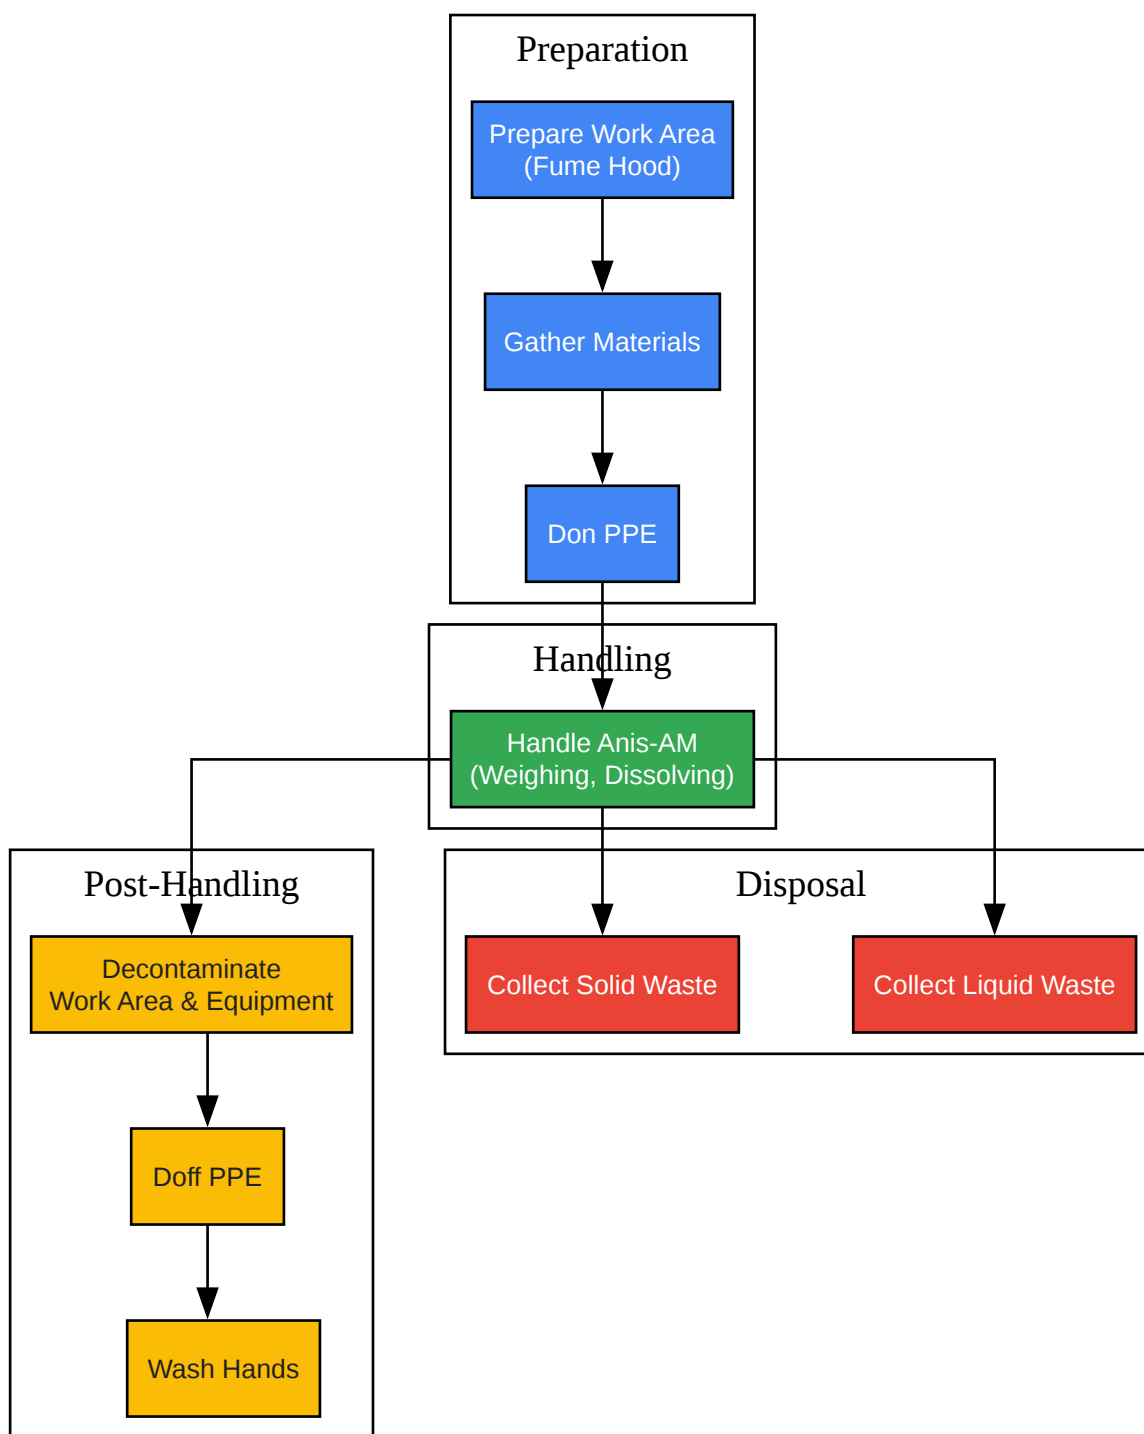 Preparation
Prepare Work Area
(Fume Hood)
Gather Materials
Don PPE
Handling
Handle Anis-AM
(Weighing, Dissolving)
Post-Handling
Decontaminate
Work Area & Equipment
Doff PPE
Wash Hands
Disposal
Collect Solid Waste
Collect Liquid Waste